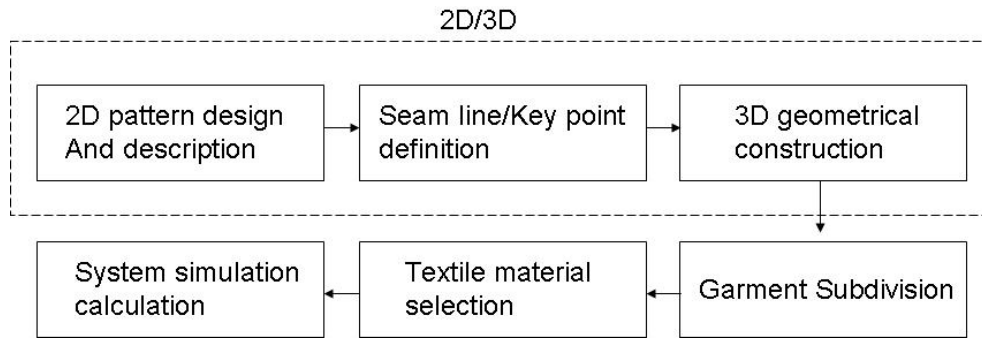 2D/3D
2D pattern design
And description
Seam line/Key point
definition
3D geometrical
construction
System simulation
calculation
Textile material
selection
Garment Subdivision